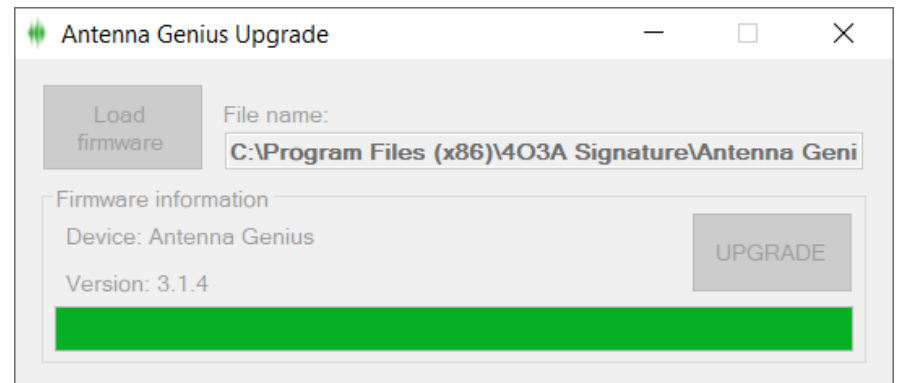 Antenna Genius Upgrade
Load
firmware
File name:
C:\Program Files (x86)\4O3A Signature\Antenna Geni
Firmware information
Device: Antenna Genius
UPGRADE
Version: 3.1.4